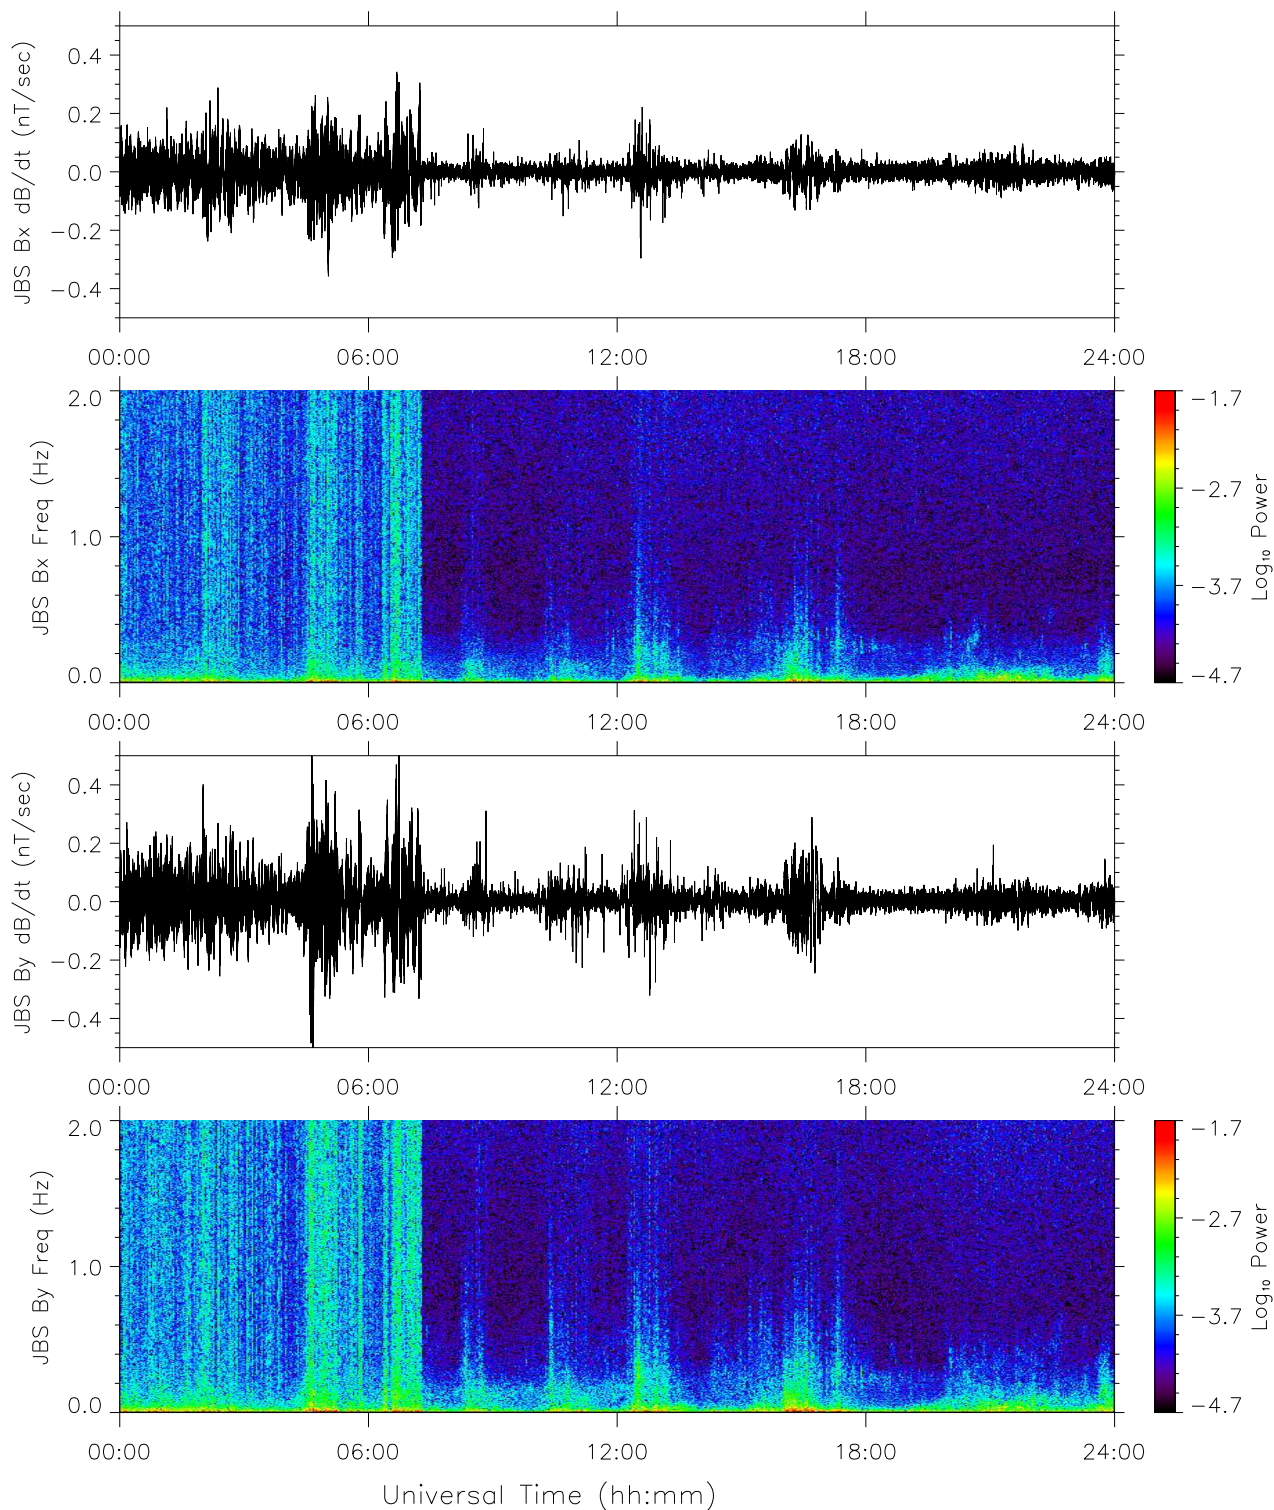 JBS Bx dB/dt (nT/sec)
0.4
0.2
0.0
−0.2
−0.4
00:00 06:00 12:00 18:00 24:00
JBS Bx Freq (Hz)
2.0
1.0
0.0
−1.7
−2.7
−3.7
−4.7
Log₁₀ Power
00:00 06:00 12:00 18:00 24:00
JBS By dB/dt (nT/sec)
0.4
0.2
0.0
−0.2
−0.4
00:00 06:00 12:00 18:00 24:00
JBS By Freq (Hz)
2.0
1.0
0.0
−1.7
−2.7
−3.7
−4.7
Log₁₀ Power
00:00 06:00 12:00 18:00 24:00
Universal Time (hh:mm)